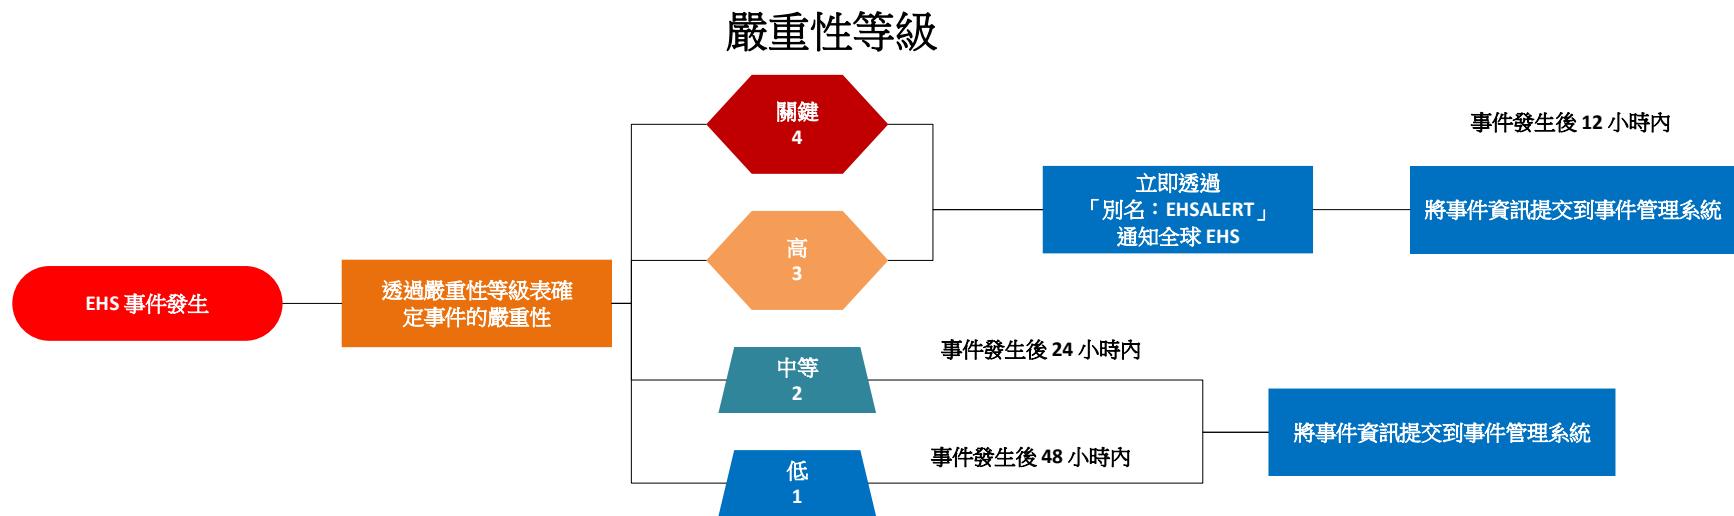 嚴重性等級
關鍵
4
事件發生後 12 小時內
立即透過
「別名：EHSALERT」
通知全球 EHS
將事件資訊提交到事件管理系統
高
3
EHS 事件發生
透過嚴重性等級表確
定事件的嚴重性
中等
2
事件發生後 24 小時內
將事件資訊提交到事件管理系統
低
1
事件發生後 48 小時內